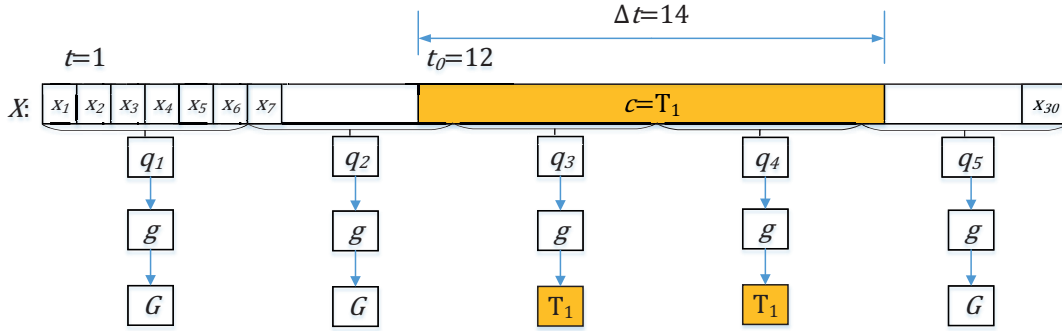 Δt=14
t=1
t₀=12
X: x₁ x₂ x₃ x₄ x₅ x₆ x₇ c=T₁ x₃₀
q₁ q₂ q₃ q₄ q₅
g g g g g
G G T₁ T₁ G